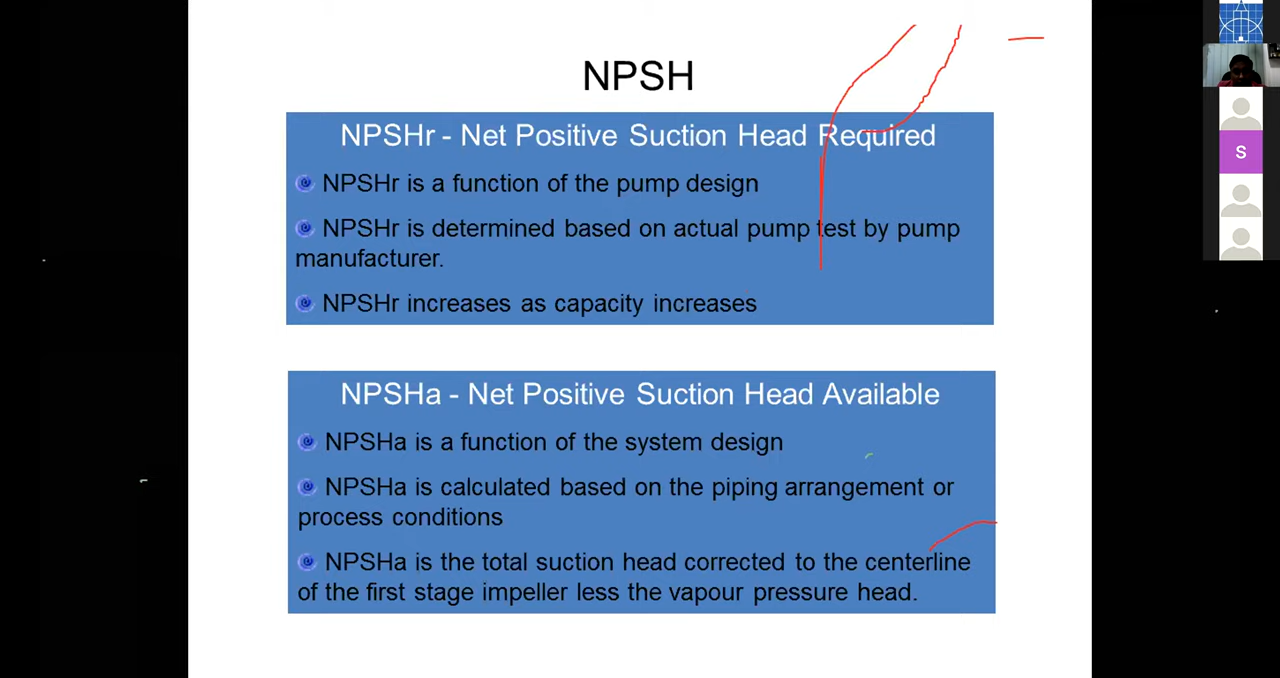 NPSH
NPSHr - Net Positive Suction Head Required
NPSHr is a function of the pump design
NPSHr is determined based on actual pump test by pump
manufacturer.
NPSHr increases as capacity increases
NPSHa - Net Positive Suction Head Available
NPSHa is a function of the system design
NPSHa is calculated based on the piping arrangement or
process conditions
NPSHa is the total suction head corrected to the centerline
of the first stage impeller less the vapour pressure head.
S